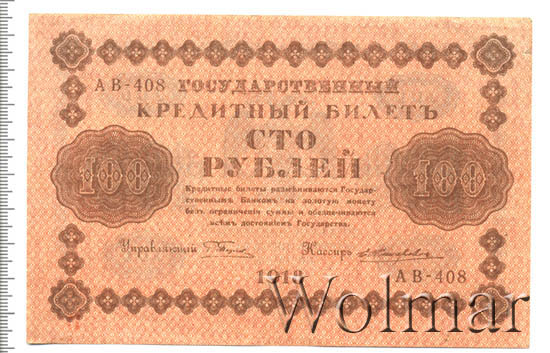 АВ-408 ГОСУДАРСТВЕННЫЙ
КРЕДИТНЫЙ БИЛЕТЪ
СТО
РУБЛЕЙ
100 100
Кредитные билеты размѣниваются Государ-
ственнымъ Банкомъ на золотую монету
безъ ограниченія суммы и обезпечиваются
всѣмъ достояніемъ Государства.
Управляющій Кассиръ
1918 АВ-408
Wolmar